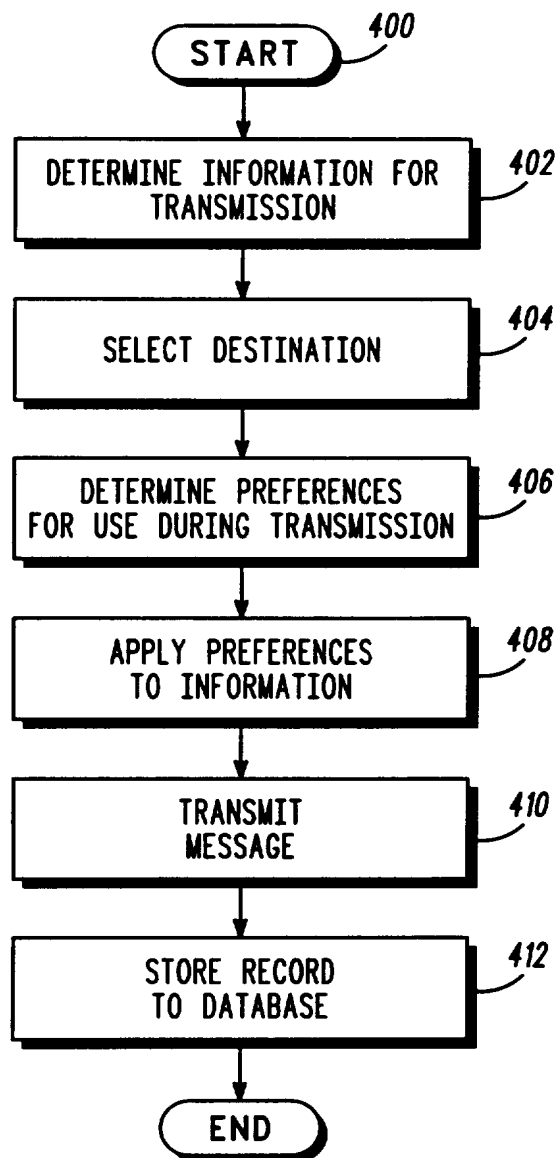 400
START
402
DETERMINE INFORMATION FOR
TRANSMISSION
404
SELECT DESTINATION
406
DETERMINE PREFERENCES
FOR USE DURING TRANSMISSION
408
APPLY PREFERENCES
TO INFORMATION
410
TRANSMIT
MESSAGE
412
STORE RECORD
TO DATABASE
END